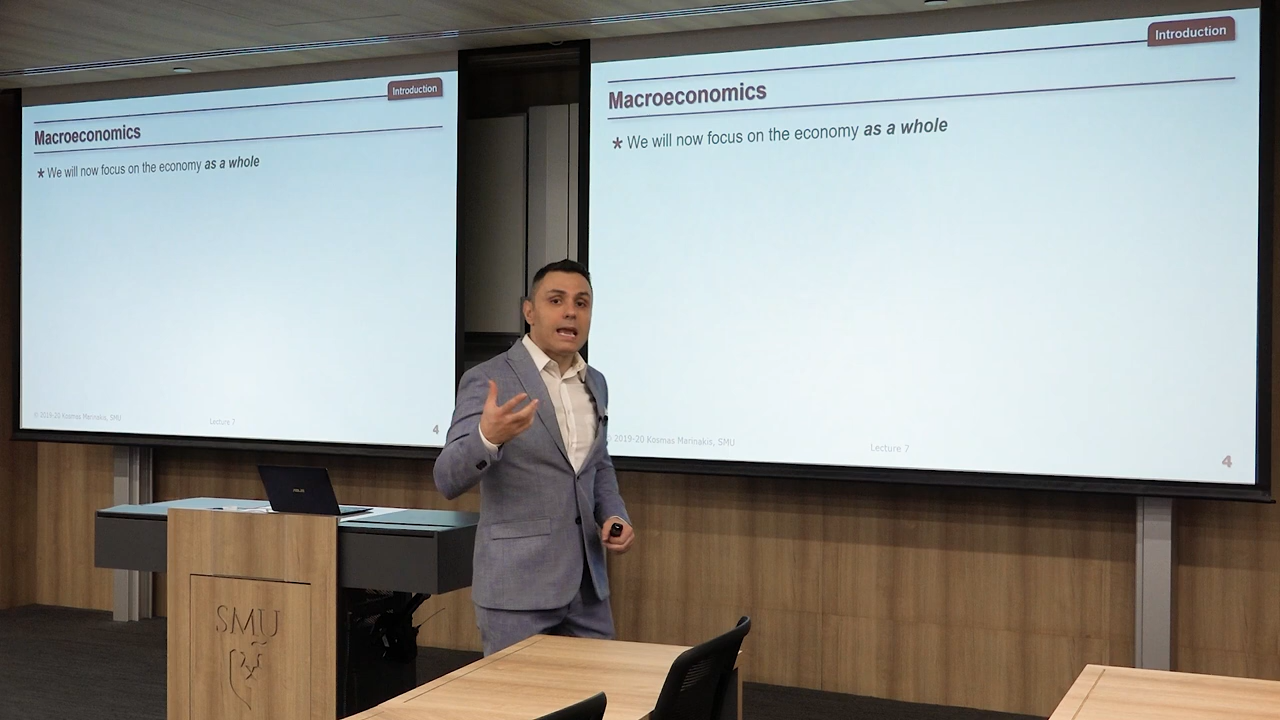 Introduction
Macroeconomics
* We will now focus on the economy as a whole
© 2019-20 Kosmas Marinakis, SMU
Lecture 7
4
Introduction
Macroeconomics
* We will now focus on the economy as a whole
2019-20 Kosmas Marinakis, SMU
Lecture 7
4
ASUS
SMU